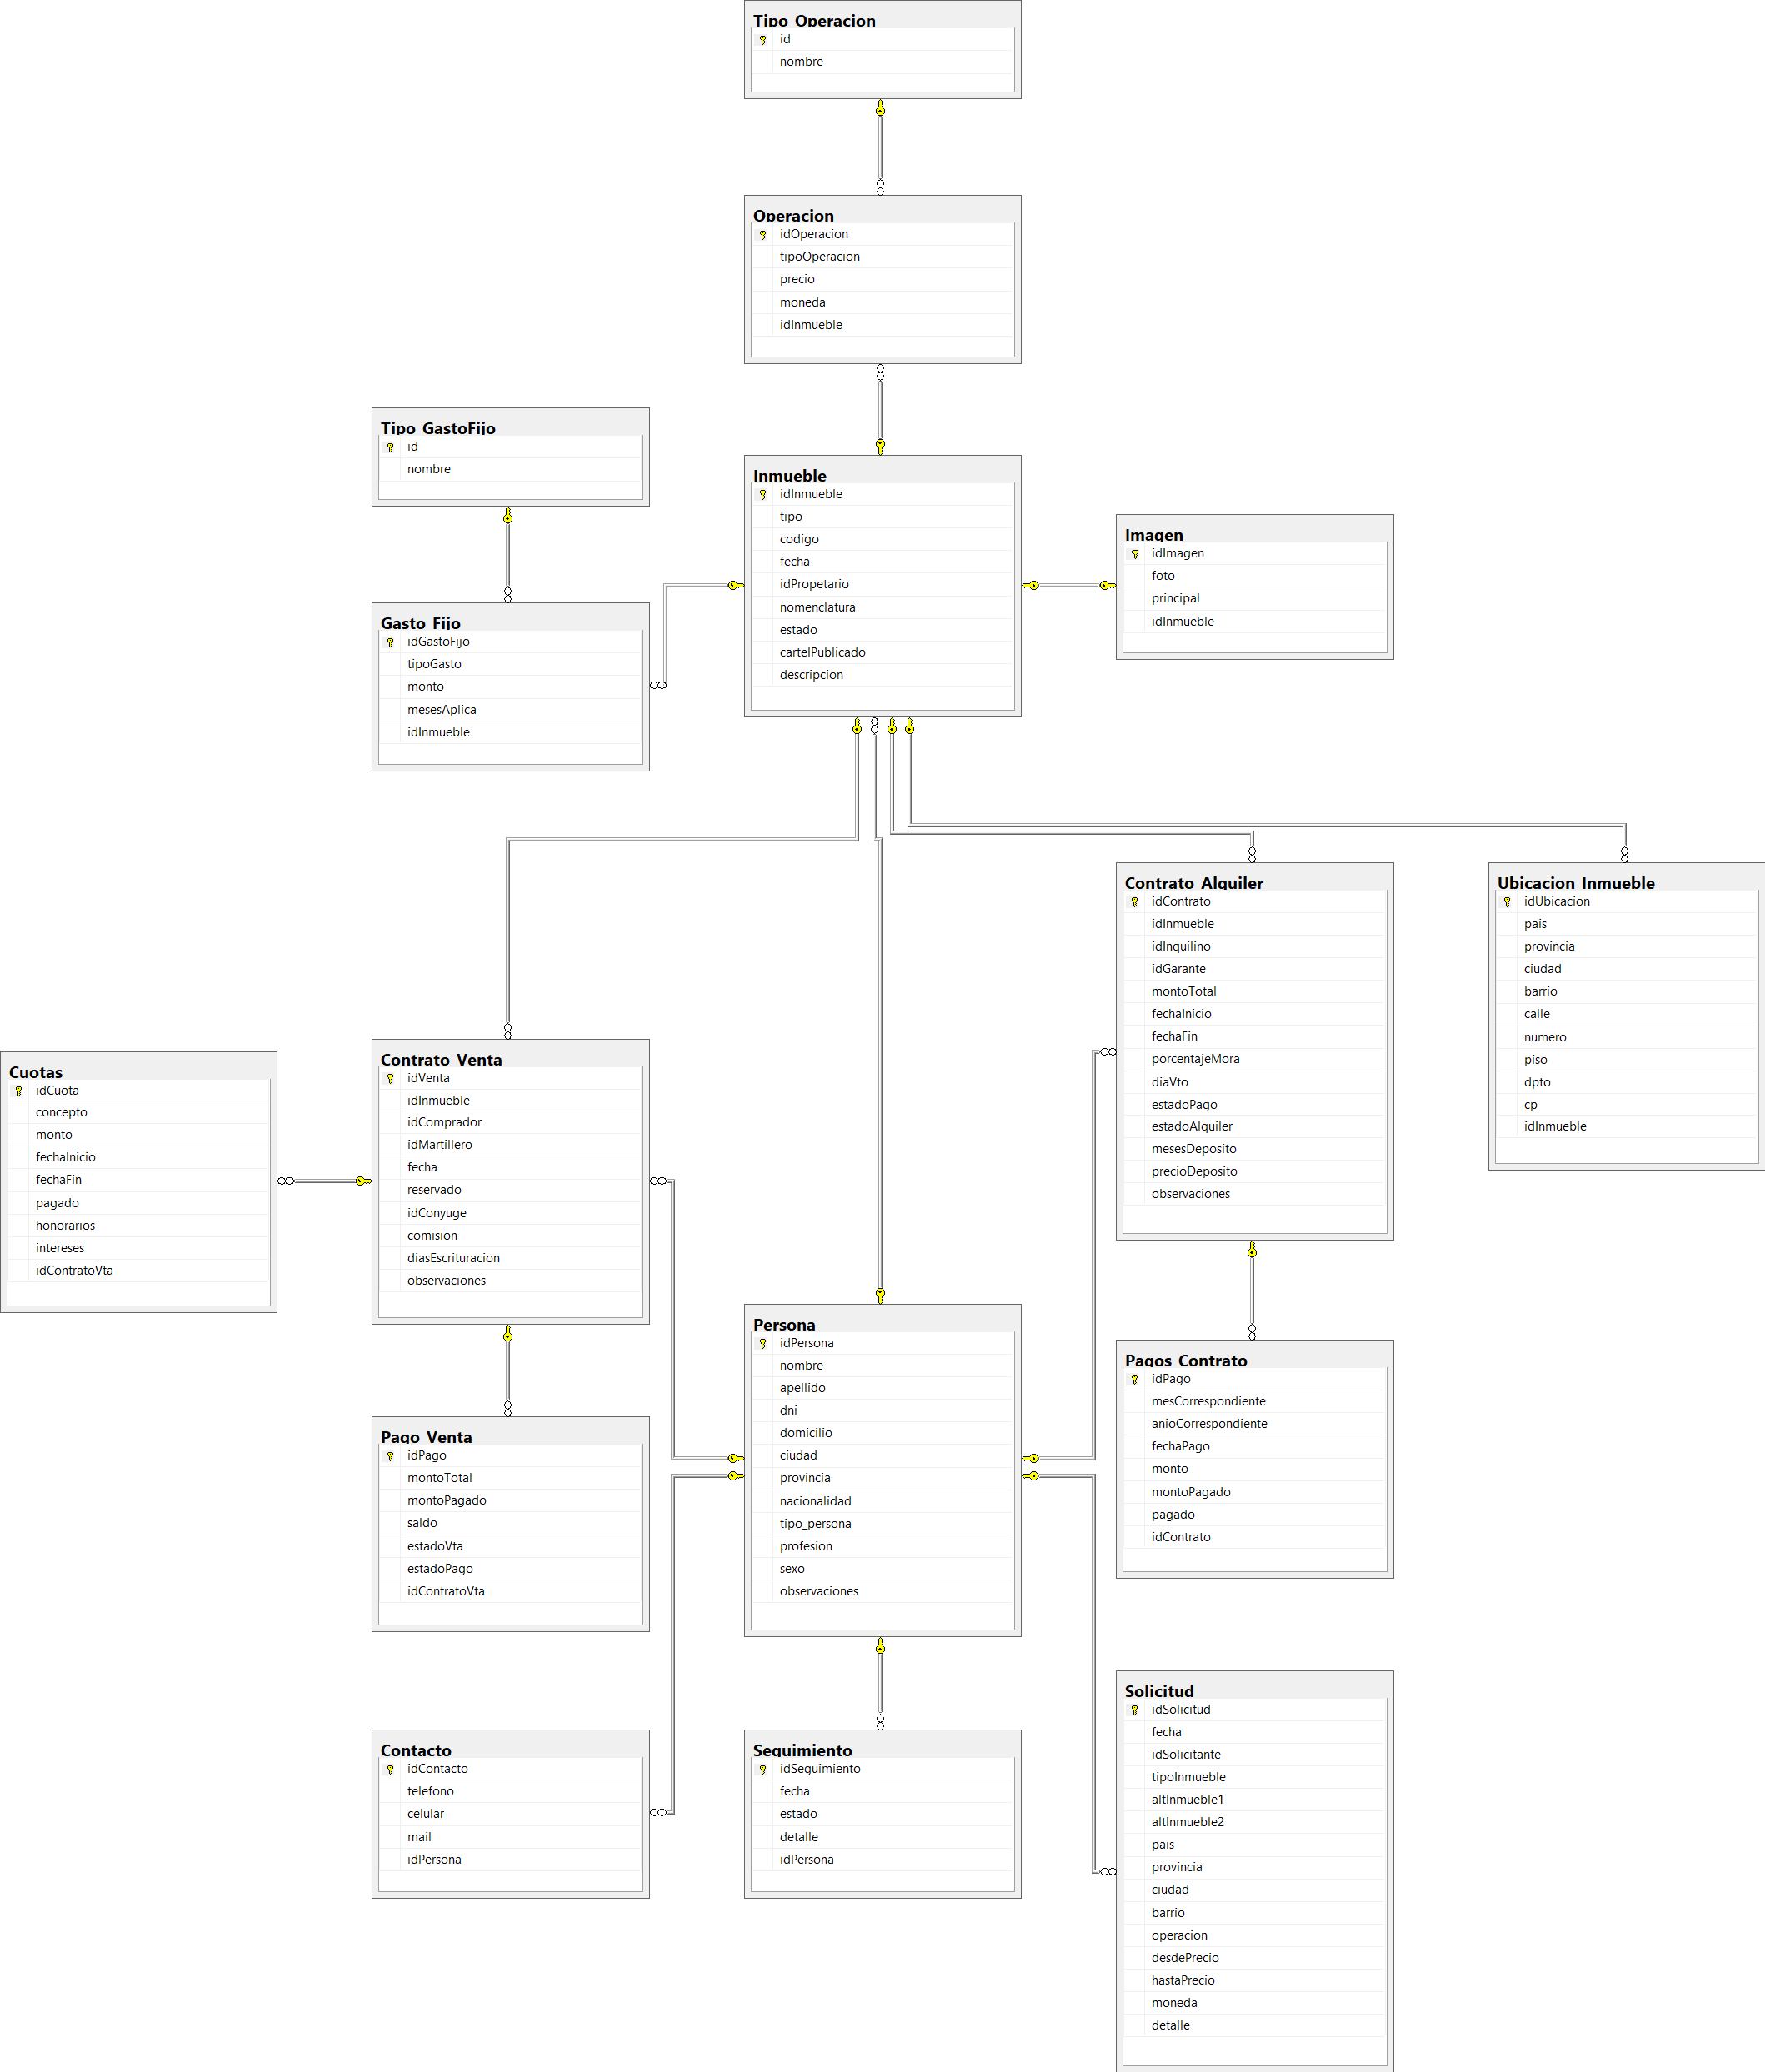 Tipo_Operacion
id
nombre
Operacion
idOperacion
tipoOperacion
precio
moneda
idInmueble
Tipo_GastoFijo
id
nombre
Gasto_Fijo
idGastoFijo
tipoGasto
monto
mesesAplica
idInmueble
Inmueble
idInmueble
tipo
codigo
fecha
idPropetario
nomenclatura
estado
cartelPublicado
descripcion
Imagen
idImagen
foto
principal
idInmueble
Contrato_Alquiler
idContrato
idInmueble
idInquilino
idGarante
montoTotal
fechaInicio
fechaFin
porcentajeMora
diaVto
estadoPago
estadoAlquiler
mesesDeposito
precioDeposito
observaciones
Ubicacion_Inmueble
idUbicacion
pais
provincia
ciudad
barrio
calle
numero
piso
dpto
cp
idInmueble
Cuotas
idCuota
concepto
monto
fechaInicio
fechaFin
pagado
honorarios
intereses
idContratoVta
Contrato_Venta
idVenta
idInmueble
idComprador
idMartillero
fecha
reservado
idConyuge
comision
diasEscrituracion
observaciones
Persona
idPersona
nombre
apellido
dni
domicilio
ciudad
provincia
nacionalidad
tipo_persona
profesion
sexo
observaciones
Pagos_Contrato
idPago
mesCorrespondiente
anioCorrespondiente
fechaPago
monto
montoPagado
pagado
idContrato
Pago_Venta
idPago
montoTotal
montoPagado
saldo
estadoVta
estadoPago
idContratoVta
Contacto
idContacto
telefono
celular
mail
idPersona
Seguimiento
idSeguimiento
fecha
estado
detalle
idPersona
Solicitud
idSolicitud
fecha
idSolicitante
tipoInmueble
altInmueble1
altInmueble2
pais
provincia
ciudad
barrio
operacion
desdePrecio
hastaPrecio
moneda
detalle